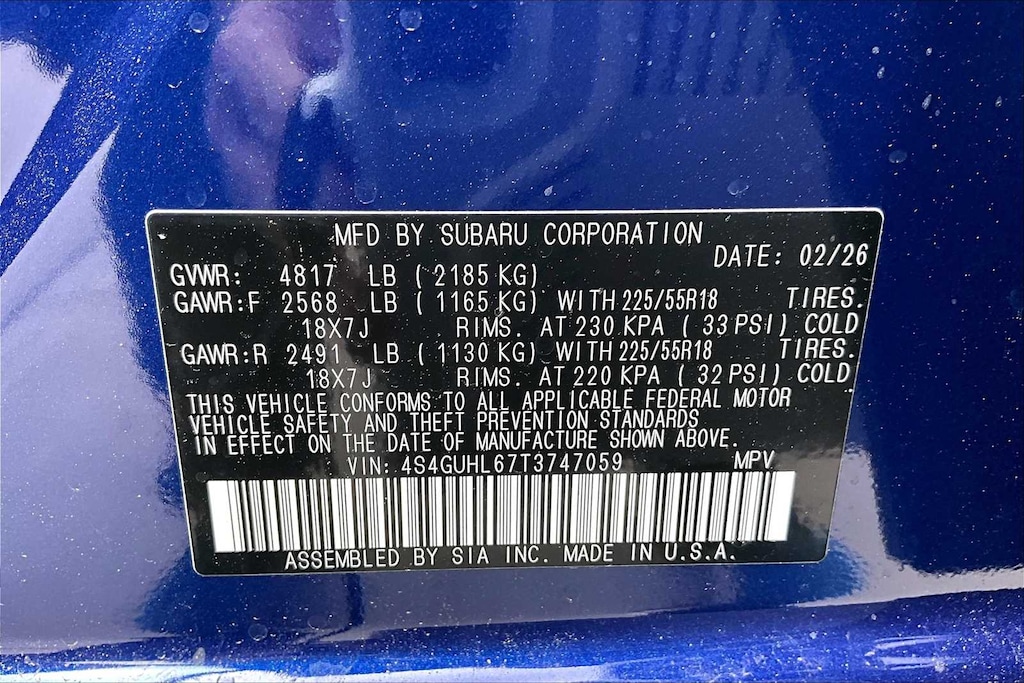 MFD BY SUBARU CORPORATION
DATE: 02/26
GVWR: 4817 LB ( 2185 KG)
GAWR:F 2568 LB ( 1165 KG) WITH 225/55R18 TIRES.
18X7J RIMS. AT 230 KPA ( 33 PSI) COLD
GAWR:R 2491 LB ( 1130 KG) WITH 225/55R18 TIRES.
18X7J RIMS. AT 220 KPA ( 32 PSI) COLD
THIS VEHICLE CONFORMS TO ALL APPLICABLE FEDERAL MOTOR
VEHICLE SAFETY AND THEFT PREVENTION STANDARDS
IN EFFECT ON THE DATE OF MANUFACTURE SHOWN ABOVE.
VIN: 4S4GUHL67T3747059 MPV
ASSEMBLED BY SIA INC. MADE IN U.S.A.